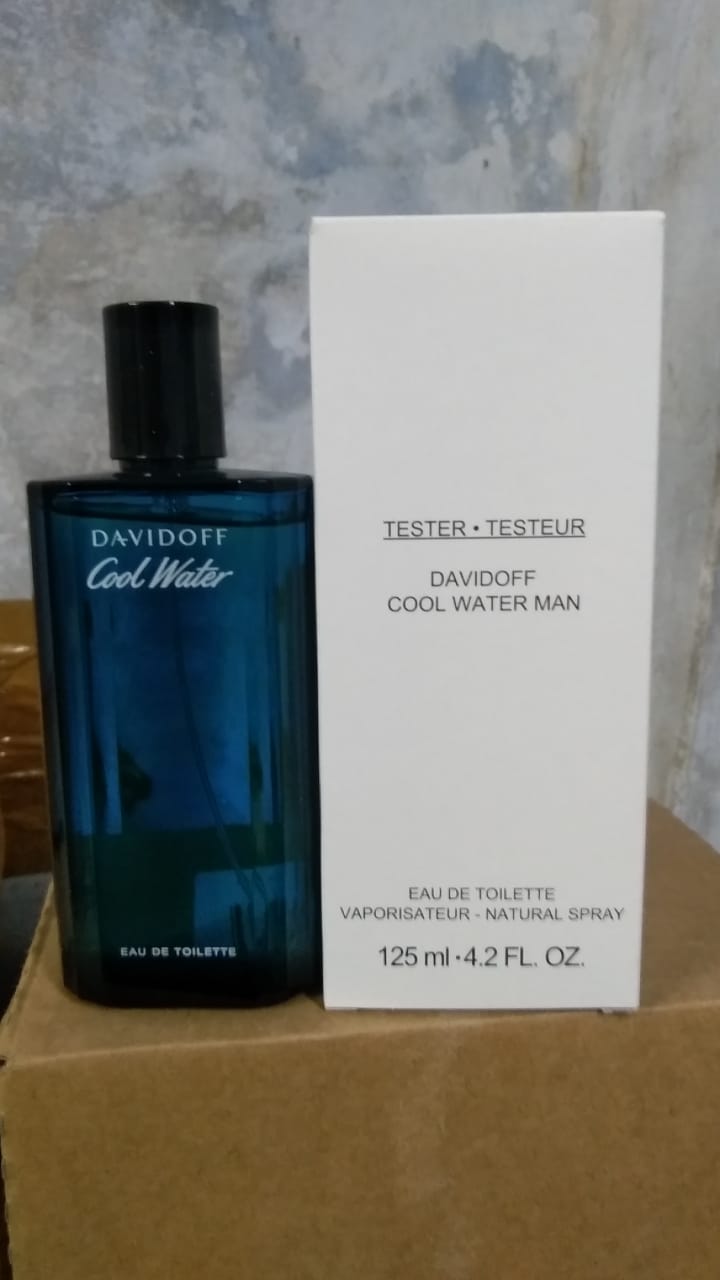 DAVIDOFF
Cool Water
EAU DE TOILETTE
TESTER • TESTEUR
DAVIDOFF
COOL WATER MAN
EAU DE TOILETTE
VAPORISATEUR - NATURAL SPRAY
125 ml • 4.2 FL. OZ.